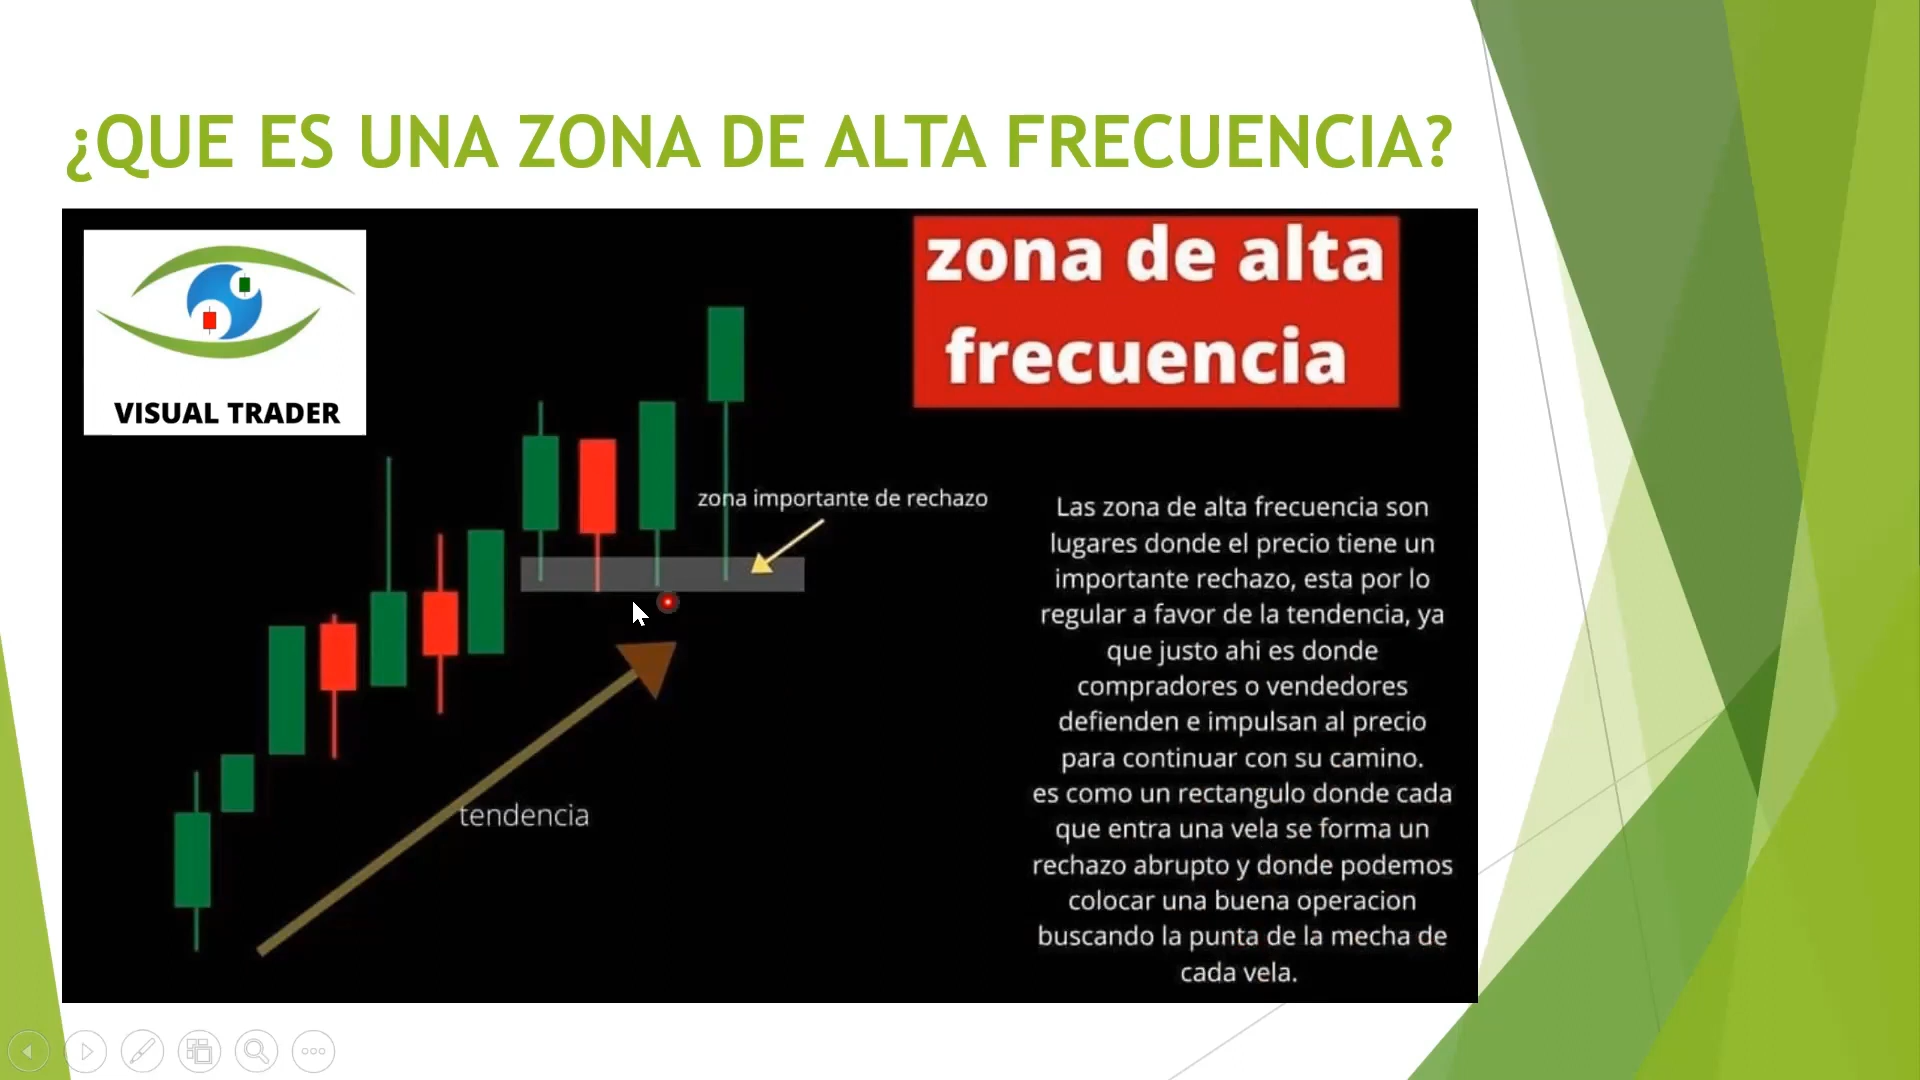 ¿QUE ES UNA ZONA DE ALTA FRECUENCIA?
VISUAL TRADER
zona de alta
frecuencia
zona importante de rechazo
tendencia
Las zona de alta frecuencia son
lugares donde el precio tiene un
importante rechazo, esta por lo
regular a favor de la tendencia, ya
que justo ahi es donde
compradores o vendedores
defienden e impulsan al precio
para continuar con su camino.
es como un rectangulo donde cada
que entra una vela se forma un
rechazo abrupto y donde podemos
colocar una buena operacion
buscando la punta de la mecha de
cada vela.